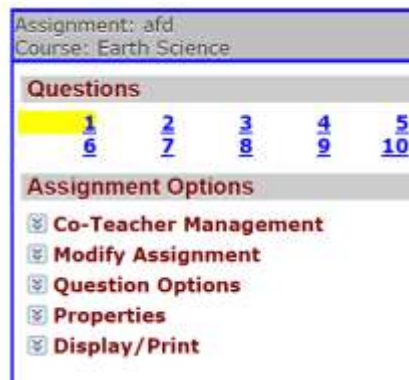 Assignment: afd
Course: Earth Science
Questions
1 2 3 4 5
6 7 8 9 10
Assignment Options
Co-Teacher Management
Modify Assignment
Question Options
Properties
Display/Print